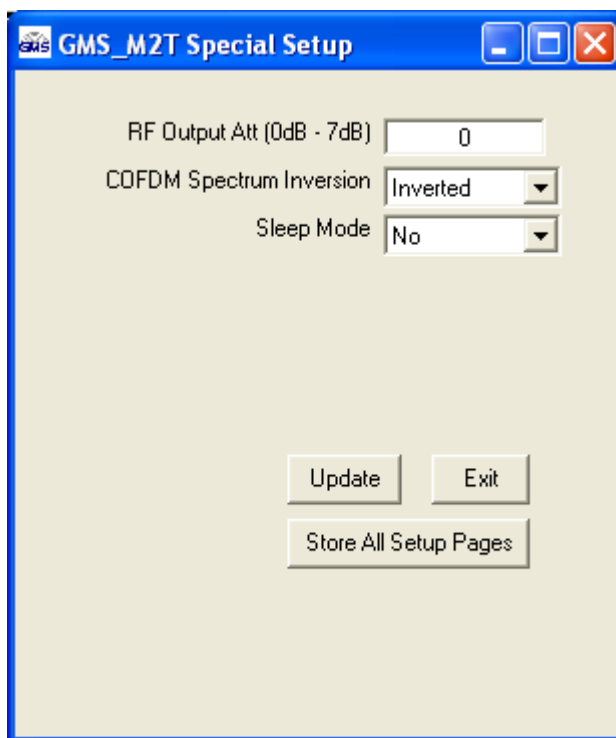 GMS GMS_M2T Special Setup
RF Output Att (0dB - 7dB) 0
COFDM Spectrum Inversion Inverted
Sleep Mode No
Update Exit
Store All Setup Pages